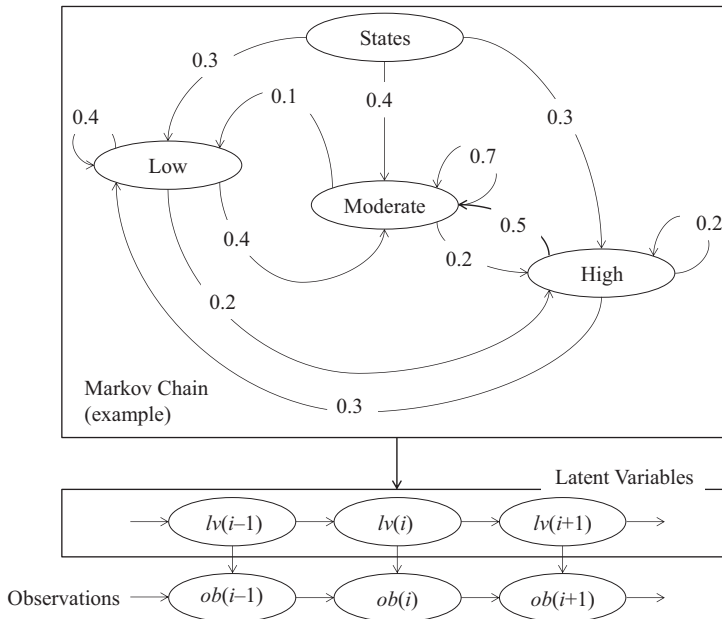 States
0.3
0.4
0.3
0.1
0.4
Low
0.7
Moderate
0.5
0.2
0.4
0.2
High
0.2
0.3
Markov Chain
(example)
Latent Variables
lv(i–1)
lv(i)
lv(i+1)
Observations
ob(i–1)
ob(i)
ob(i+1)